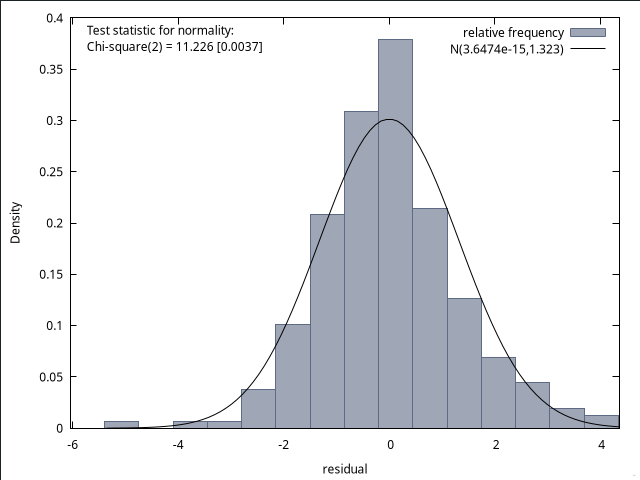 Test statistic for normality:
Chi-square(2) = 11.226 [0.0037]
relative frequency
N(3.6474e-15,1.323)
0.4
0.35
0.3
0.25
0.2
0.15
0.1
0.05
0
Density
-6
-4
-2
0
2
4
residual